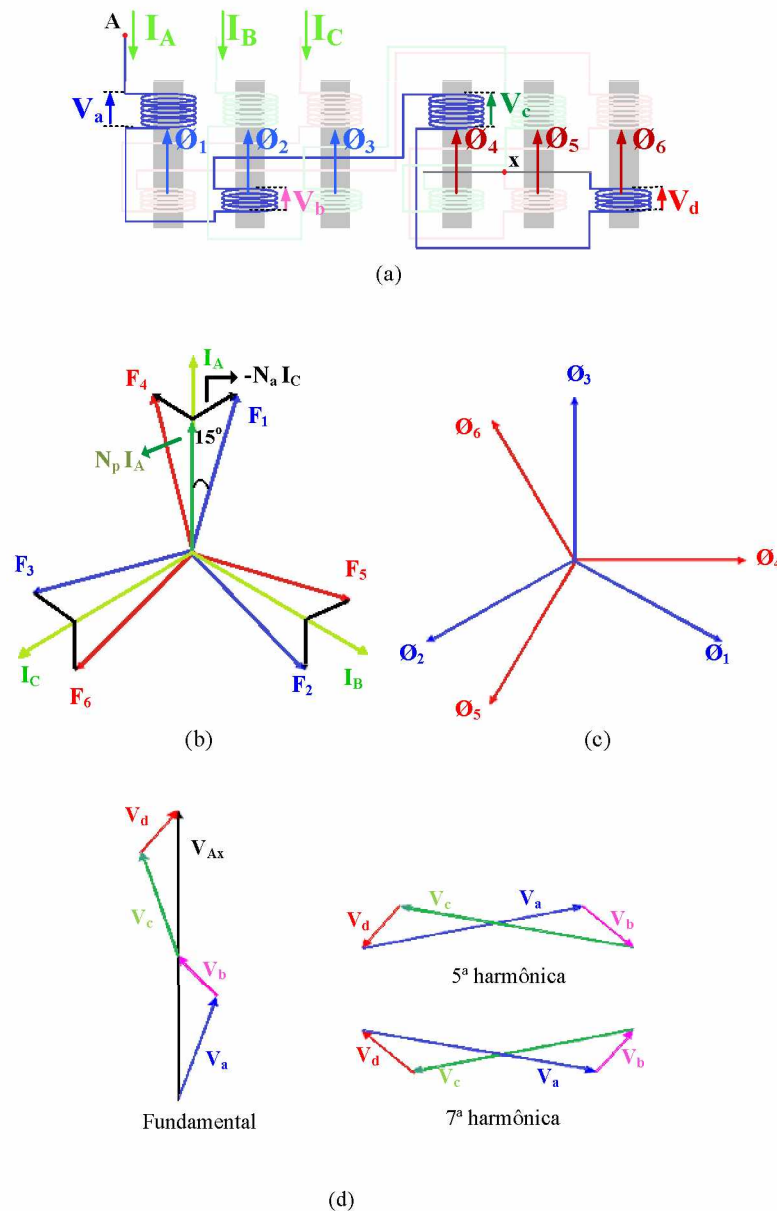 A I_A I_B I_C
V_a Ø_1 Ø_2 Ø_3 V_c Ø_4 Ø_5 Ø_6
x
V_b V_d
(a)
I_A
F_4 -N_a I_C
F_1
15º
N_p I_A
F_3 F_5
I_C F_6 F_2 I_B
(b)
Ø_3
Ø_6
Ø_4
Ø_2 Ø_1
Ø_5
(c)
V_d
V_Ax
V_c
V_b
V_a
Fundamental
V_c V_a
V_d V_b
5ª harmônica
V_d V_c V_a V_b
7ª harmônica
(d)